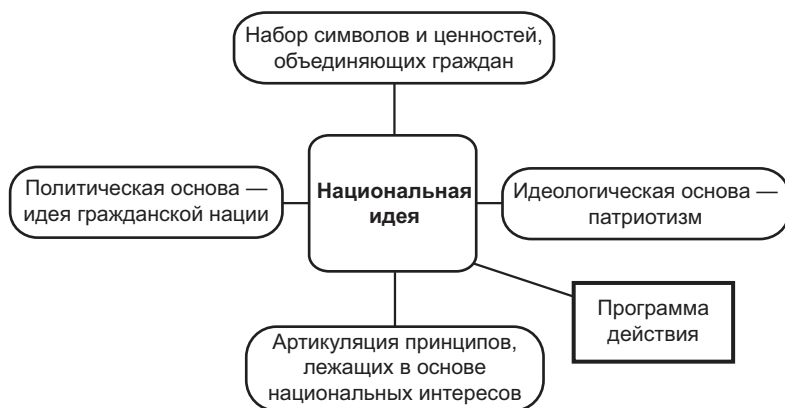 Набор символов и ценностей,
объединяющих граждан
Политическая основа —
идея гражданской нации
Национальная
идея
Идеологическая основа —
патриотизм
Программа
действия
Артикуляция принципов,
лежащих в основе
национальных интересов